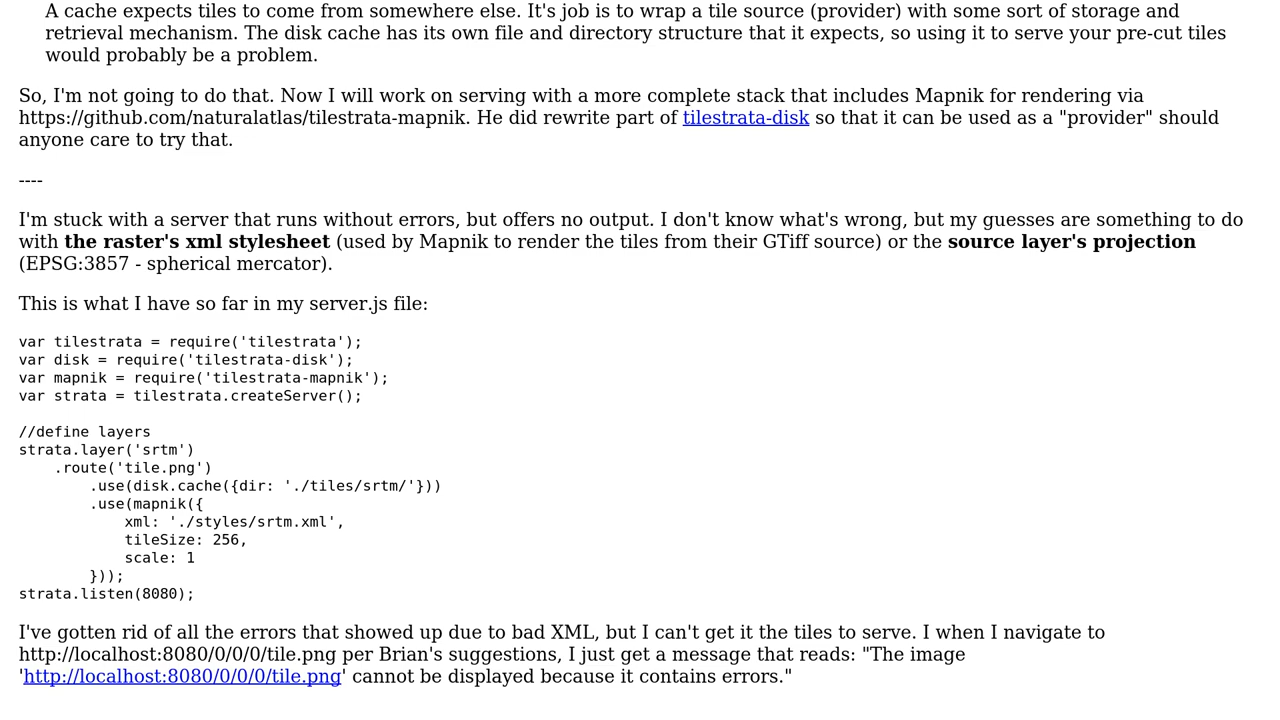 A cache expects tiles to come from somewhere else. It's job is to wrap a tile source (provider) with some sort of storage and
retrieval mechanism. The disk cache has its own file and directory structure that it expects, so using it to serve your pre-cut tiles
would probably be a problem.
So, I'm not going to do that. Now I will work on serving with a more complete stack that includes Mapnik for rendering via
https://github.com/naturalatlas/tilestrata-mapnik. He did rewrite part of tilestrata-disk so that it can be used as a "provider" should
anyone care to try that.
----
I'm stuck with a server that runs without errors, but offers no output. I don't know what's wrong, but my guesses are something to do
with the raster's xml stylesheet (used by Mapnik to render the tiles from their GTiff source) or the source layer's projection
(EPSG:3857 - spherical mercator).
This is what I have so far in my server.js file:
var tilestrata = require('tilestrata');
var disk = require('tilestrata-disk');
var mapnik = require('tilestrata-mapnik');
var strata = tilestrata.createServer();
//define layers
strata.layer('srtm')
    .route('tile.png')
        .use(disk.cache({dir: './tiles/srtm/'}))
        .use(mapnik({
            xml: './styles/srtm.xml',
            tileSize: 256,
            scale: 1
        }));
strata.listen(8080);
I've gotten rid of all the errors that showed up due to bad XML, but I can't get it the tiles to serve. I when I navigate to
http://localhost:8080/0/0/0/tile.png per Brian's suggestions, I just get a message that reads: "The image
'http://localhost:8080/0/0/0/tile.png' cannot be displayed because it contains errors."